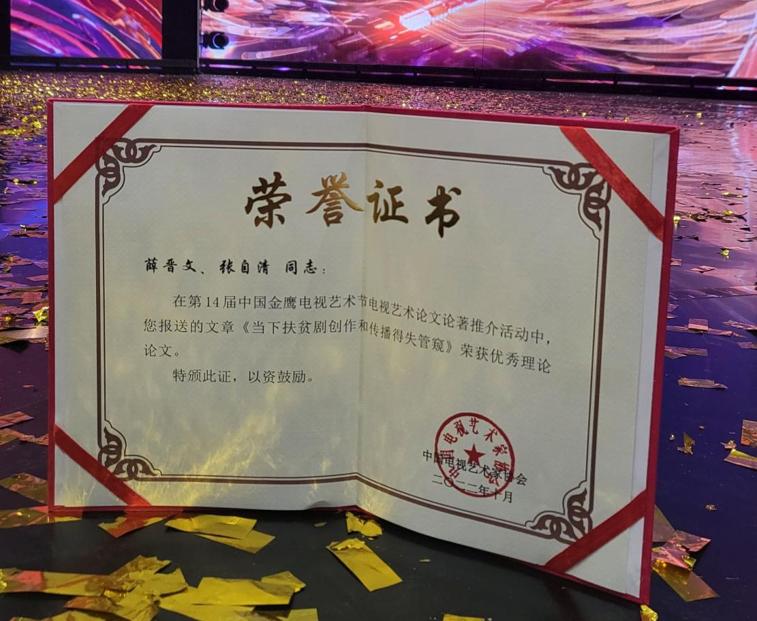 荣誉证书
薛晋文、张自清 同志：
在第14届中国金鹰电视艺术节电视艺术论文论著推介活动中，
您报送的文章《当下扶贫剧创作和传播得失管窥》荣获优秀理论
论文。
特颁此证，以资鼓励。
中国电视艺术家协会
二〇二二年十月